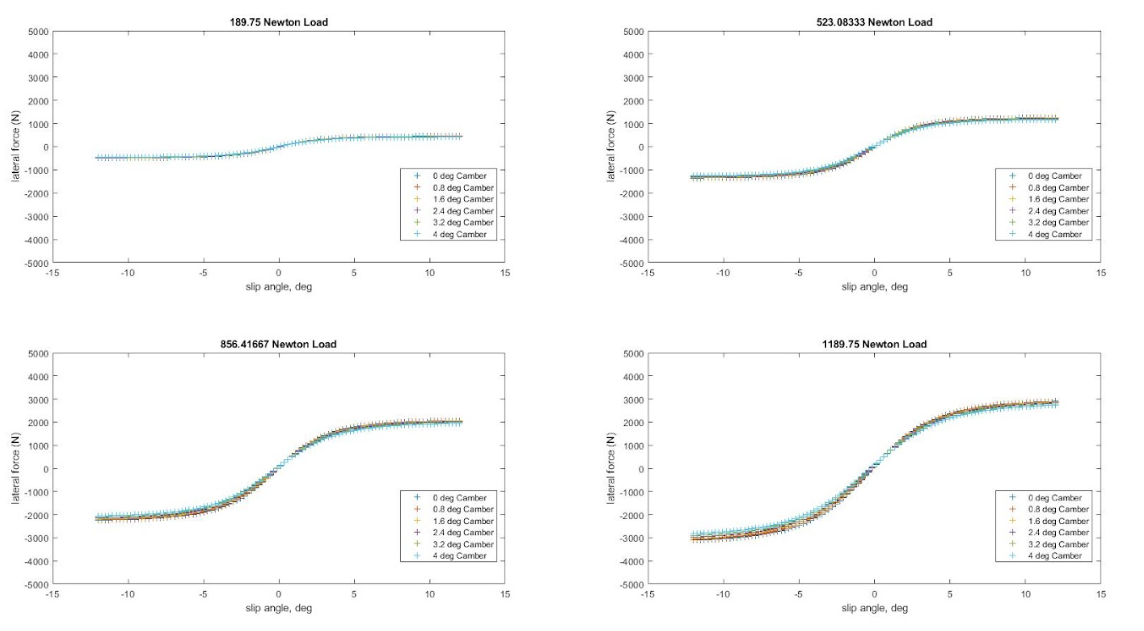 189.75 Newton Load
5000
4000
3000
2000
1000
0
-1000
-2000
-3000
-4000
-5000
lateral force (N)
0 deg Camber
0.8 deg Camber
1.6 deg Camber
2.4 deg Camber
3.2 deg Camber
4 deg Camber
-15 -10 -5 0 5 10 15
slip angle, deg
523.08333 Newton Load
5000
4000
3000
2000
1000
0
-1000
-2000
-3000
-4000
-5000
lateral force (N)
0 deg Camber
0.8 deg Camber
1.6 deg Camber
2.4 deg Camber
3.2 deg Camber
4 deg Camber
-15 -10 -5 0 5 10 15
slip angle, deg
856.41667 Newton Load
5000
4000
3000
2000
1000
0
-1000
-2000
-3000
-4000
-5000
lateral force (N)
0 deg Camber
0.8 deg Camber
1.6 deg Camber
2.4 deg Camber
3.2 deg Camber
4 deg Camber
-15 -10 -5 0 5 10 15
slip angle, deg
1189.75 Newton Load
5000
4000
3000
2000
1000
0
-1000
-2000
-3000
-4000
-5000
lateral force (N)
0 deg Camber
0.8 deg Camber
1.6 deg Camber
2.4 deg Camber
3.2 deg Camber
4 deg Camber
-15 -10 -5 0 5 10 15
slip angle, deg